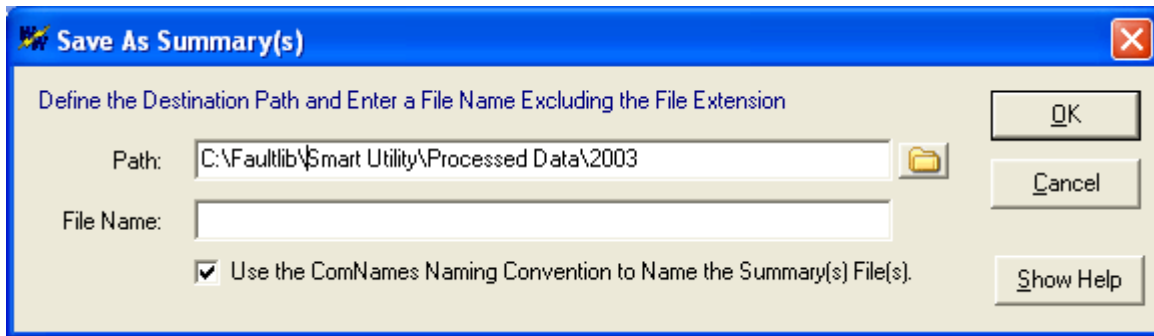 Save As Summary(s)
Define the Destination Path and Enter a File Name Excluding the File Extension
OK
Path: C:\Faultlib\Smart Utility\Processed Data\2003
Cancel
File Name:
Use the ComNames Naming Convention to Name the Summary(s) File(s).
Show Help